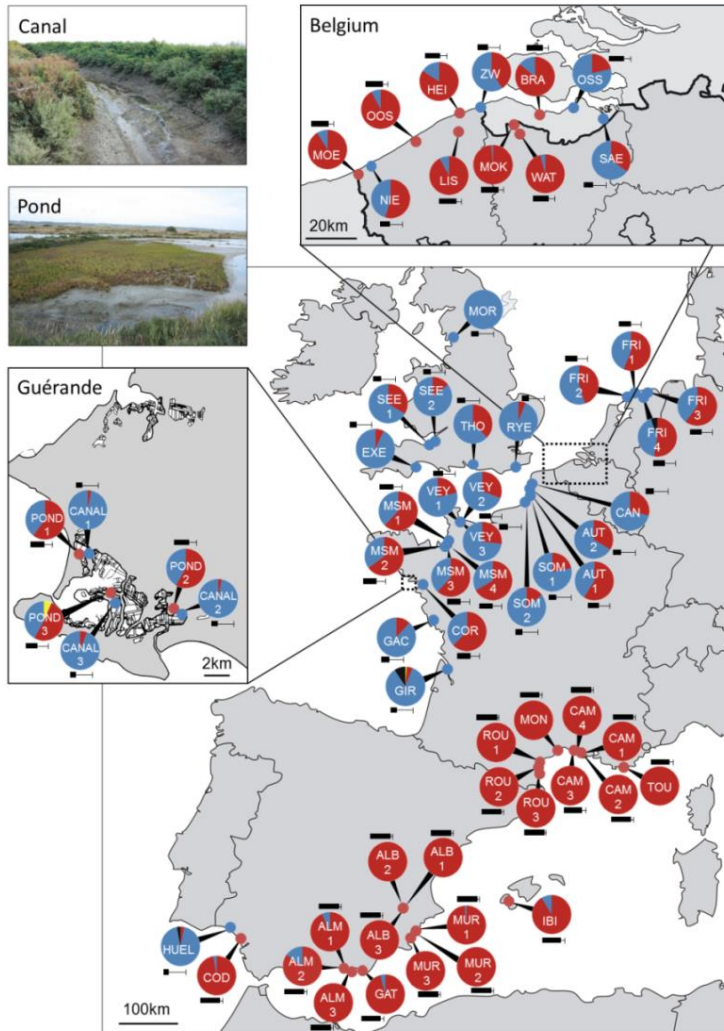 Canal
Pond
Belgium
ZW
BRA
OSS
HEI
OOS
MOE
NIE
LIS
MOK
WAT
SAE
20km
MOR
FRI
1
FRI
2
FRI
3
FRI
4
SEE
1
SEE
2
THO
RYE
EXE
VEY
1
VEY
2
VEY
3
MSM
1
MSM
2
MSM
3
MSM
4
CAN
AUT
2
AUT
1
SOM
1
SOM
2
COR
GAC
GIR
Guérande
POND
1
CANAL
1
POND
2
CANAL
2
POND
3
CANAL
3
2km
ROU
1
MON
CAM
4
CAM
1
ROU
2
ROU
3
CAM
3
CAM
2
TOU
ALB
2
ALB
1
ALB
3
MUR
1
MUR
2
MUR
3
IBI
ALM
1
ALM
2
ALM
3
GAT
HUEL
COD
100km